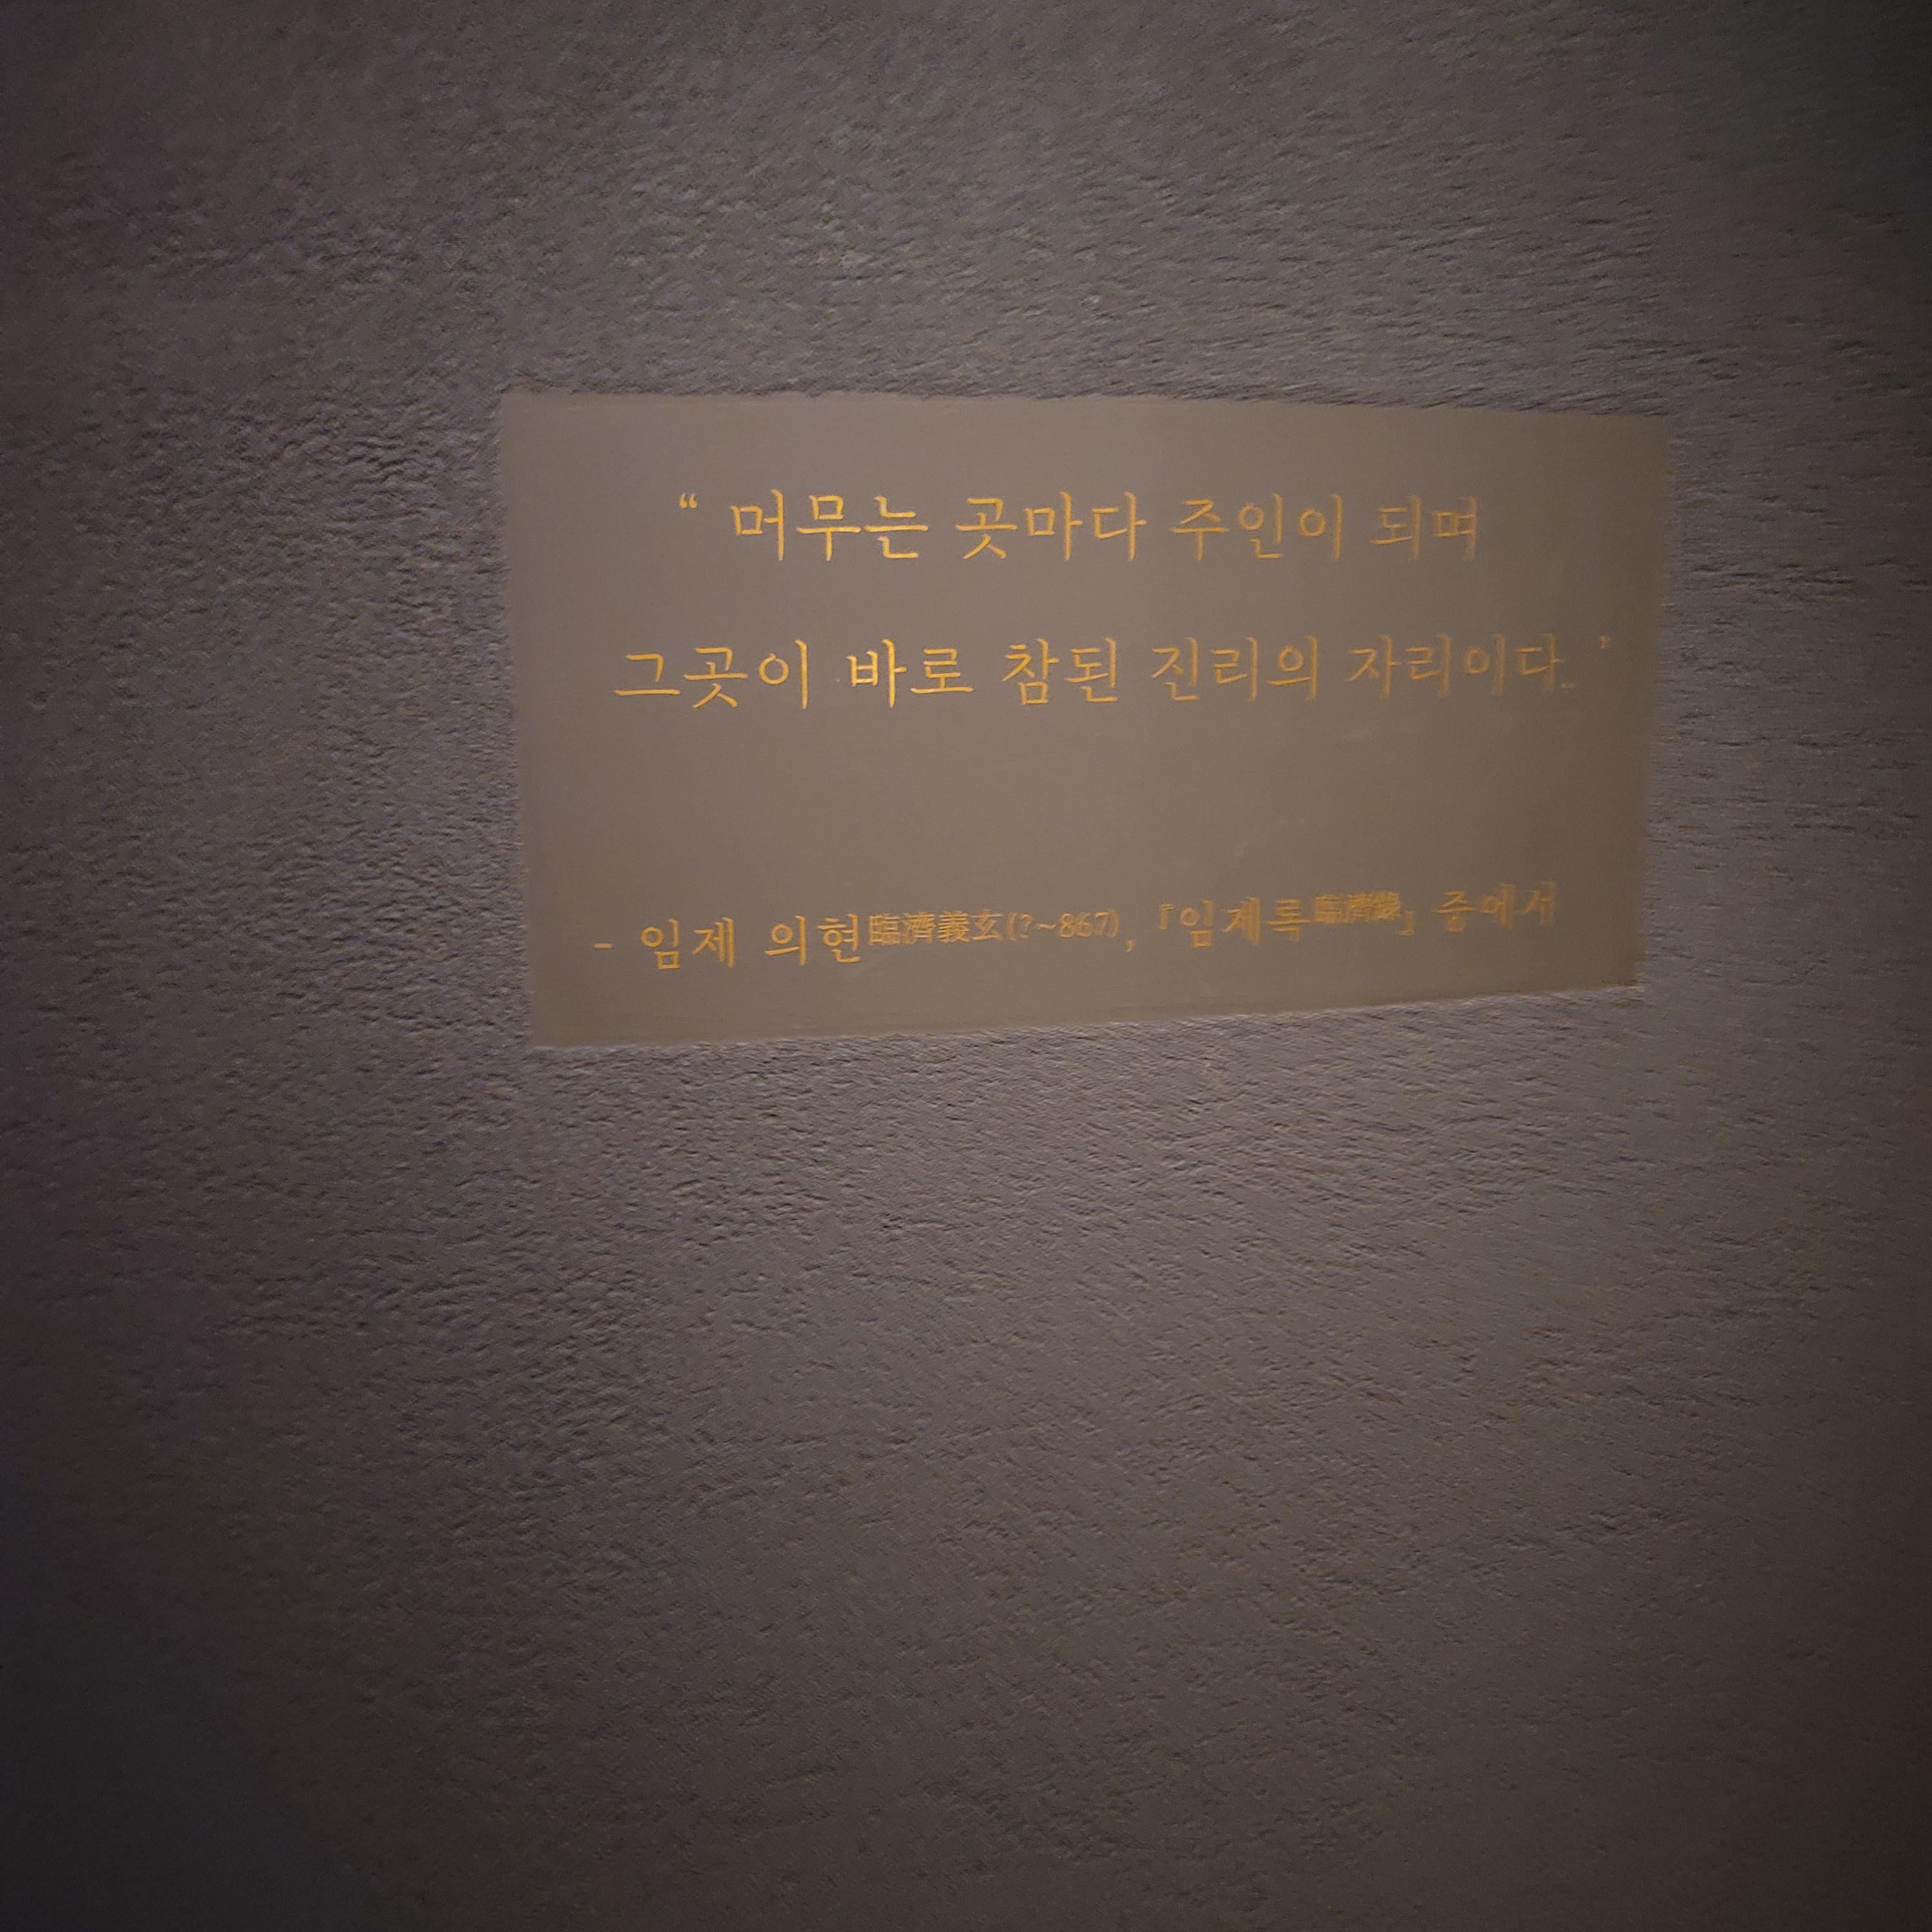 “ 머무는 곳마다 주인이 되며
그곳이 바로 참된 진리의 자리이다. ”
- 임제 의현臨濟義玄(?~867), 『임제록臨濟錄』 중에서